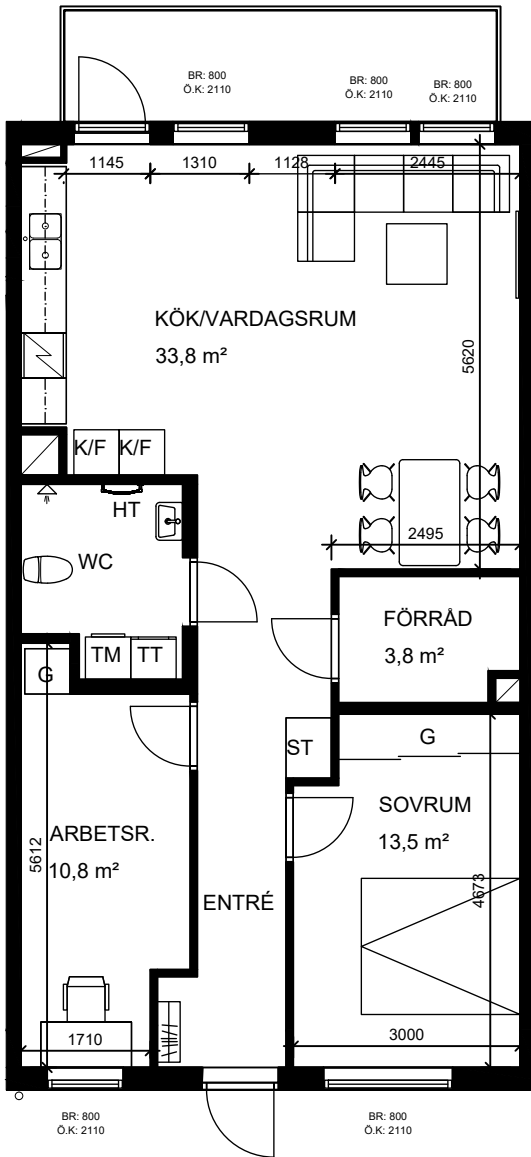 BR: 800
Ö.K: 2110
BR: 800
Ö.K: 2110
BR: 800
Ö.K: 2110
1145
1310
1128
2445
KÖK/VARDAGSRUM
33,8 m²
5620
K/F
K/F
HT
WC
2495
TM
TT
G
FÖRRÅD
3,8 m²
ST
G
ARBETSR.
10,8 m²
5612
SOVRUM
13,5 m²
4673
ENTRÉ
1710
3000
BR: 800
Ö.K: 2110
BR: 800
Ö.K: 2110